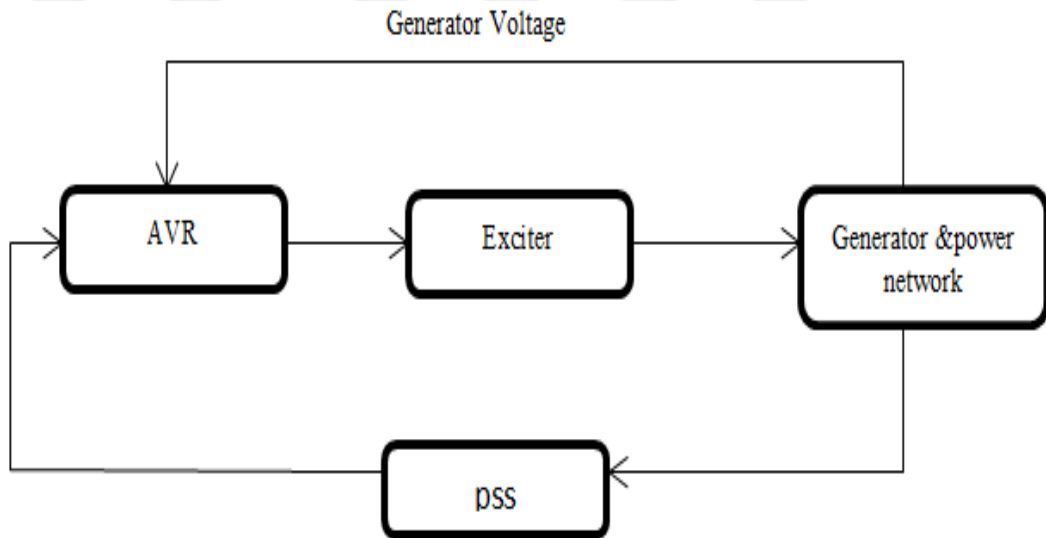 Generator Voltage
AVR
Exciter
Generator &power
network
pss